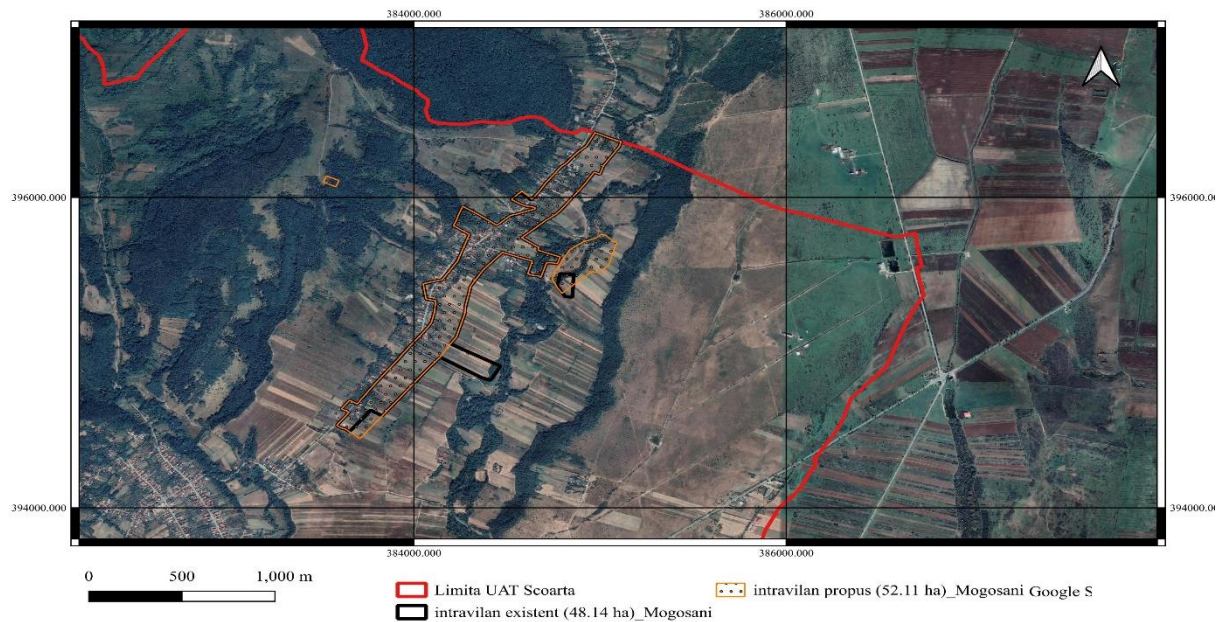 384000.000 386000.000
396000.000 396000.000
394000.000 394000.00
384000.000 386000.000
0 500 1,000 m
Limita UAT Scoarta
intravilan existent (48.14 ha)_Mogosani
intravilan propus (52.11 ha)_Mogosani Google S